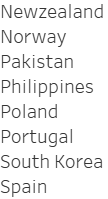 Newzealand
Norway
Pakistan
Philippines
Poland
Portugal
South Korea
Spain